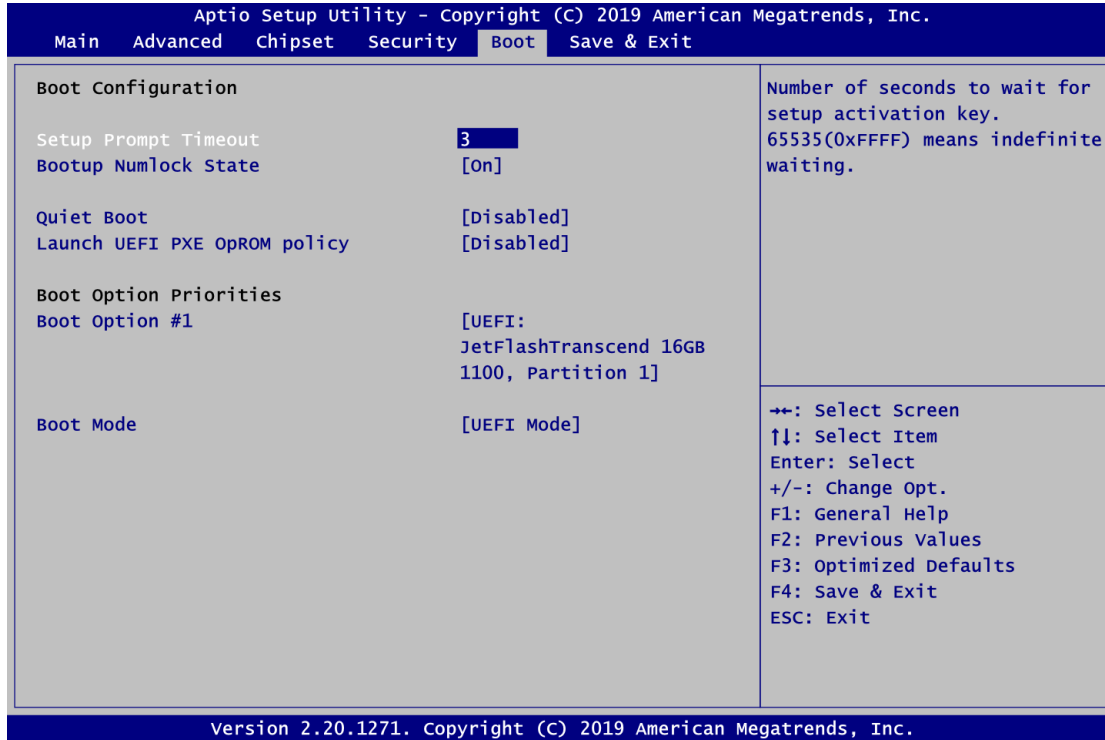 Aptio Setup Utility - Copyright (C) 2019 American Megatrends, Inc.
Main Advanced Chipset Security Boot Save & Exit
Boot Configuration
Setup Prompt Timeout 3
Bootup Numlock State [On]
Quiet Boot [Disabled]
Launch UEFI PXE OpROM policy [Disabled]
Boot Option Priorities
Boot Option #1 [UEFI:
JetFlashTranscend 16GB
1100, Partition 1]
Boot Mode [UEFI Mode]
Number of seconds to wait for
setup activation key.
65535(0xFFFF) means indefinite
waiting.
→←: Select Screen
↑↓: Select Item
Enter: Select
+/-: Change Opt.
F1: General Help
F2: Previous Values
F3: Optimized Defaults
F4: Save & Exit
ESC: Exit
Version 2.20.1271. Copyright (C) 2019 American Megatrends, Inc.